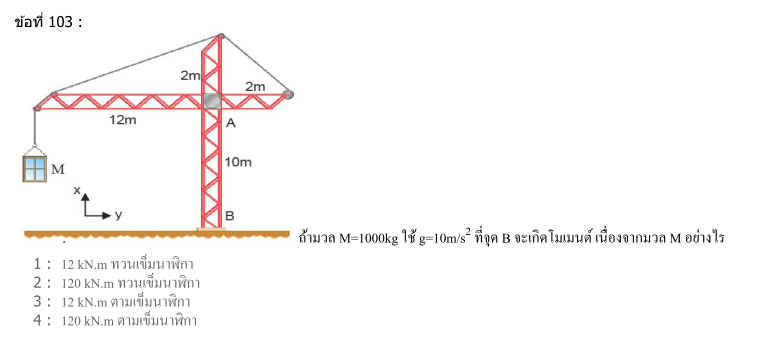 ข้อที่ 103 :
2m
2m
12m
A
M
10m
x
y
B
ถ้ามวล M=1000kg ใช้ g=10m/s² ที่จุด B จะเกิดโมเมนต์ เนื่องจากมวล M อย่างไร
1 : 12 kN.m ทวนเข็มนาฬิกา
2 : 120 kN.m ทวนเข็มนาฬิกา
3 : 12 kN.m ตามเข็มนาฬิกา
4 : 120 kN.m ตามเข็มนาฬิกา